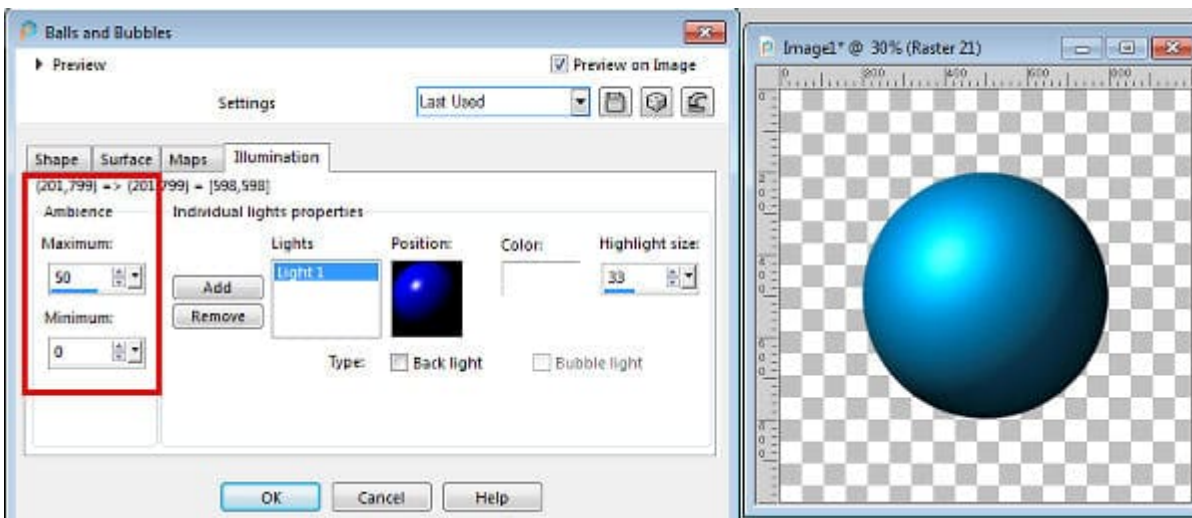 Balls and Bubbles
Preview
Preview on Image
Settings
Last Used
Shape Surface Maps Illumination
(201,799) => (201,799) = [598,598]
Ambience
Individual lights properties
Maximum:
Lights
Position:
Color:
Highlight size:
50
Light 1
33
Add
Minimum:
Remove
0
Type:
Back light
Bubble light
OK
Cancel
Help
Image1* @ 30% (Raster 21)